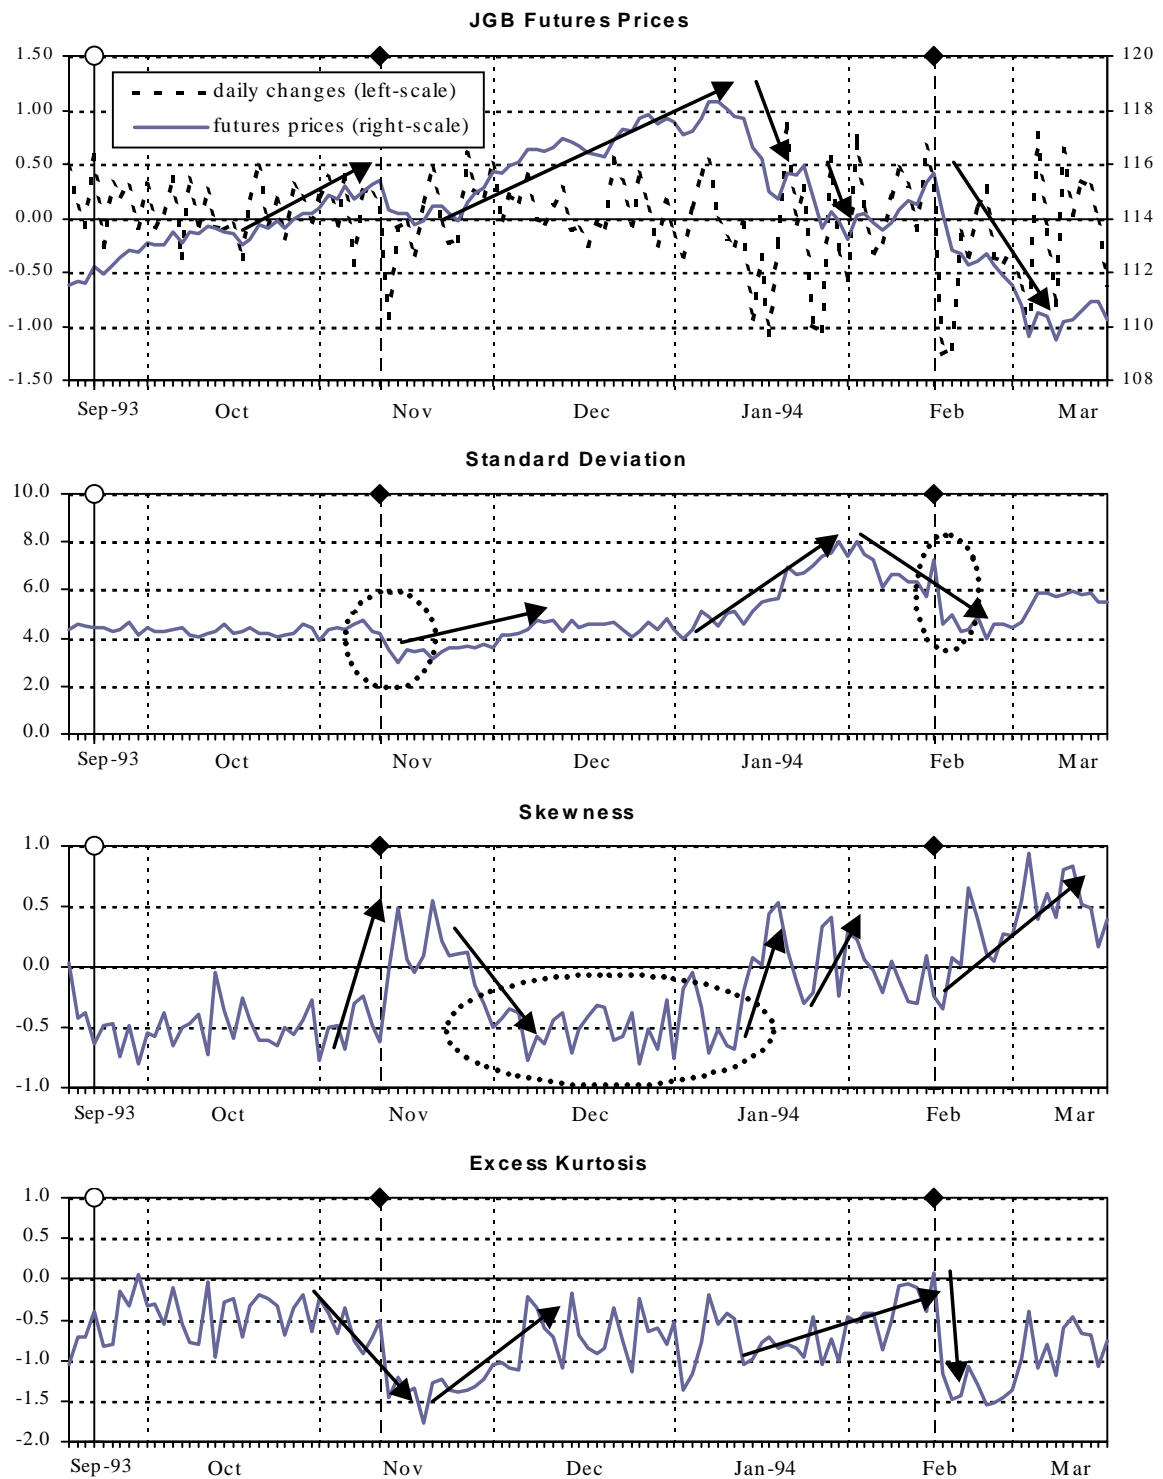 JGB Futures Prices
1.50 120
daily changes (left-scale)
1.00 118
futures prices (right-scale)
0.50 116
0.00 114
-0.50 112
-1.00 110
-1.50 108
Sep-93 Oct Nov Dec Jan-94 Feb Mar
Standard Deviation
10.0
8.0
6.0
4.0
2.0
0.0
Sep-93 Oct Nov Dec Jan-94 Feb Mar
Skewness
1.0
0.5
0.0
-0.5
-1.0
Sep-93 Oct Nov Dec Jan-94 Feb Mar
Excess Kurtosis
1.0
0.5
0.0
-0.5
-1.0
-1.5
-2.0
Sep-93 Oct Nov Dec Jan-94 Feb Mar